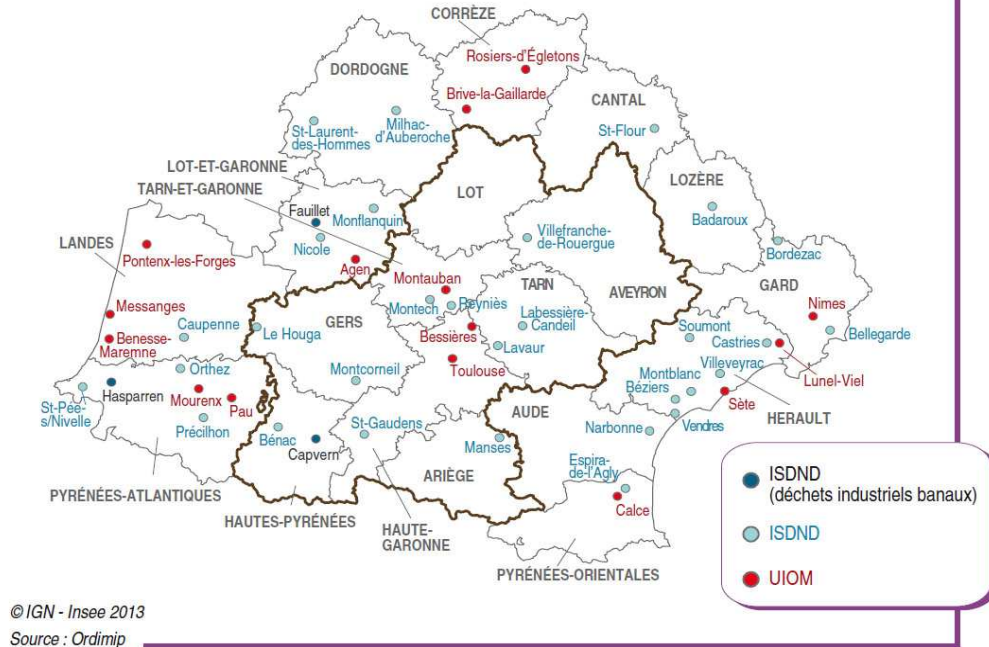 CORRÈZE
Rosiers-d'Égletons
DORDOGNE
Brive-la-Gaillarde
CANTAL
Milhac-
d'Auberoche
St-Laurent-
des-Hommes
St-Flour
LOT-ET-GARONNE
TARN-ET-GARONNE
LOT
LOZÈRE
Badaroux
Fauillet
Monflanquin
Nicole
Villefranche-
de-Rouergue
Bordezac
LANDES
Pontenx-les-Forges
Agen
Montauban
TARN
AVEYRON
GARD
Messanges
Montech
Reyniès
Labessière-
Candeil
Nimes
GERS
Caupenne
Le Houga
Bessières
Soumont
Castries
Bellegarde
Benesse-
Maremne
Lavaur
Villeveyrac
Orthez
Montcorneil
Toulouse
Montblanc
Lunel-Viel
Hasparren
Mourenx
Pau
Béziers
Sète
HERAULT
St-Pée-
s/Nivelle
Précilhon
St-Gaudens
AUDE
Narbonne
Vendres
Bénac
Capvern
Manses
Espira-
de-l'Agly
ARIÈGE
Calce
PYRÉNÉES-ATLANTIQUES
HAUTES-PYRÉNÉES
HAUTE-
GARONNE
PYRÉNÉES-ORIENTALES
ISDND
(déchets industriels banaux)
ISDND
UIOM
© IGN - Insee 2013
Source : Ordimip